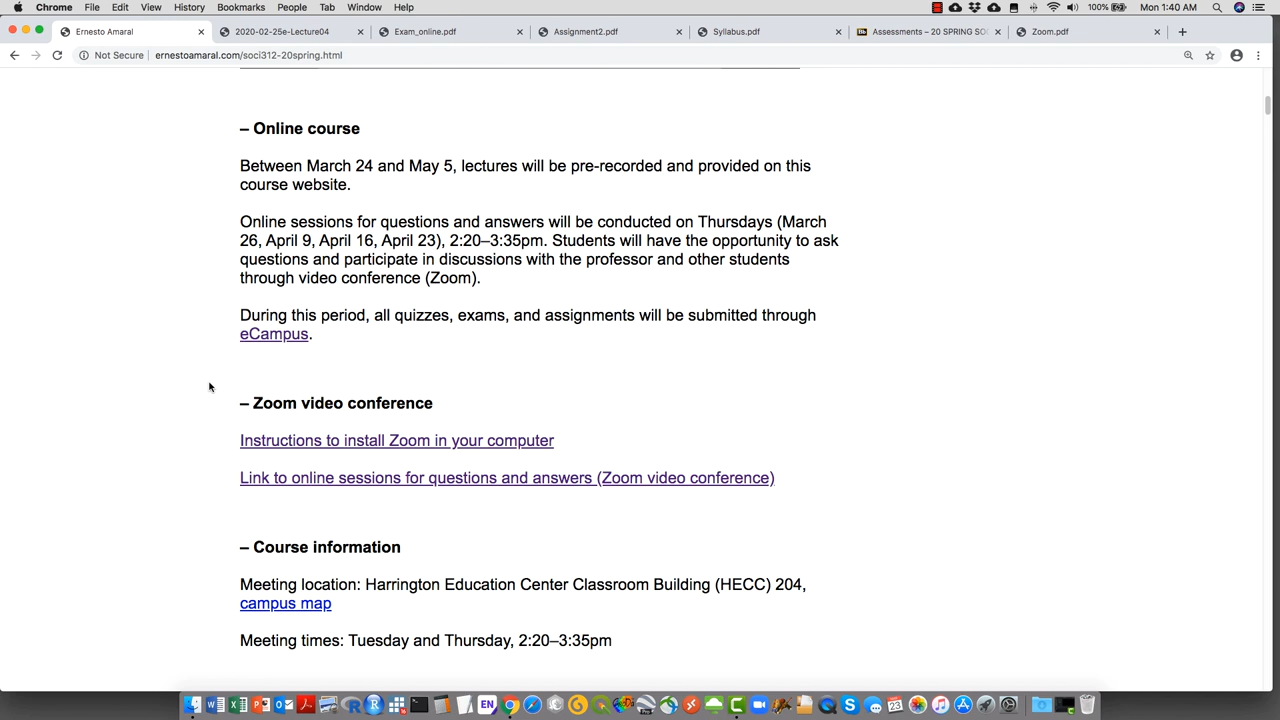 Chrome File Edit View History Bookmarks People Tab Window Help 100% Mon 1:40 AM
Ernesto Amaral 2020-02-25e-Lecture04 Exam_online.pdf Assignment2.pdf Syllabus.pdf Bb Assessments – 20 SPRING SOC Zoom.pdf
Not Secure ernestoamaral.com/soci312-20spring.html
– Online course
Between March 24 and May 5, lectures will be pre-recorded and provided on this
course website.
Online sessions for questions and answers will be conducted on Thursdays (March
26, April 9, April 16, April 23), 2:20–3:35pm. Students will have the opportunity to ask
questions and participate in discussions with the professor and other students
through video conference (Zoom).
During this period, all quizzes, exams, and assignments will be submitted through
eCampus.
– Zoom video conference
Instructions to install Zoom in your computer
Link to online sessions for questions and answers (Zoom video conference)
– Course information
Meeting location: Harrington Education Center Classroom Building (HECC) 204,
campus map
Meeting times: Tuesday and Thursday, 2:20–3:35pm
EN 23